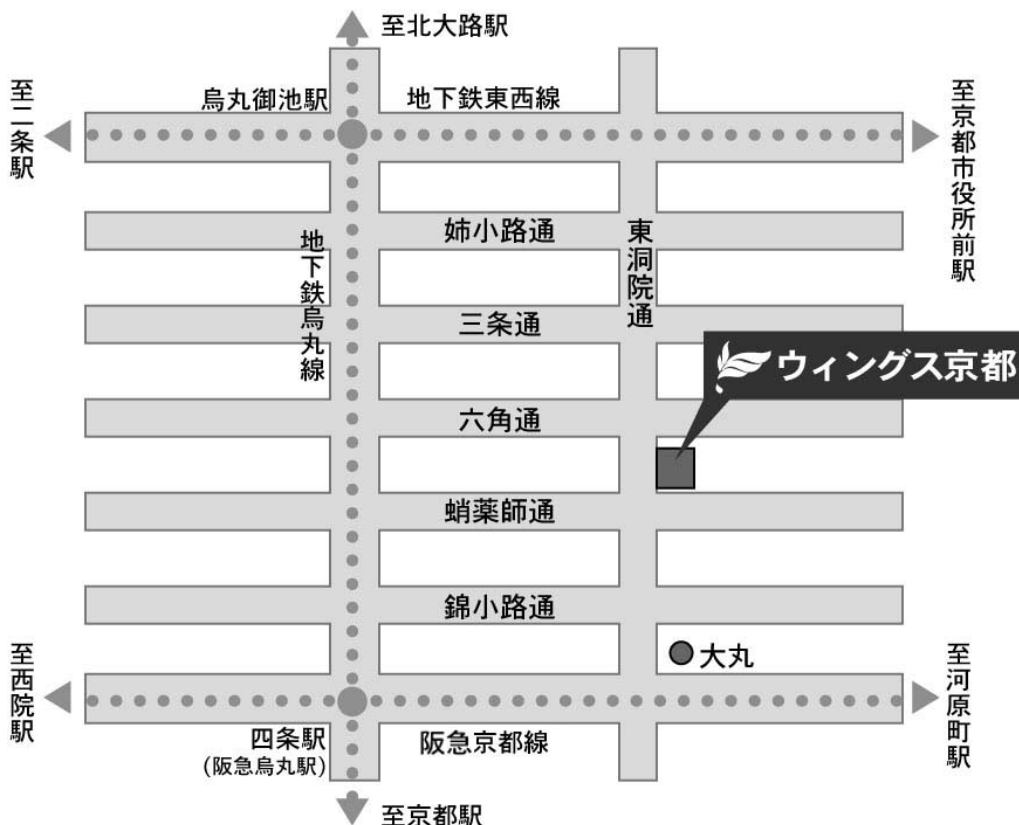 至北大路駅
烏丸御池駅
地下鉄東西線
至二条駅
至京都市役所前駅
姉小路通
東洞院通
地下鉄烏丸線
三条通
ウィングス京都
六角通
蛸薬師通
錦小路通
大丸
至西院駅
至河原町駅
四条駅
(阪急烏丸駅)
阪急京都線
至京都駅